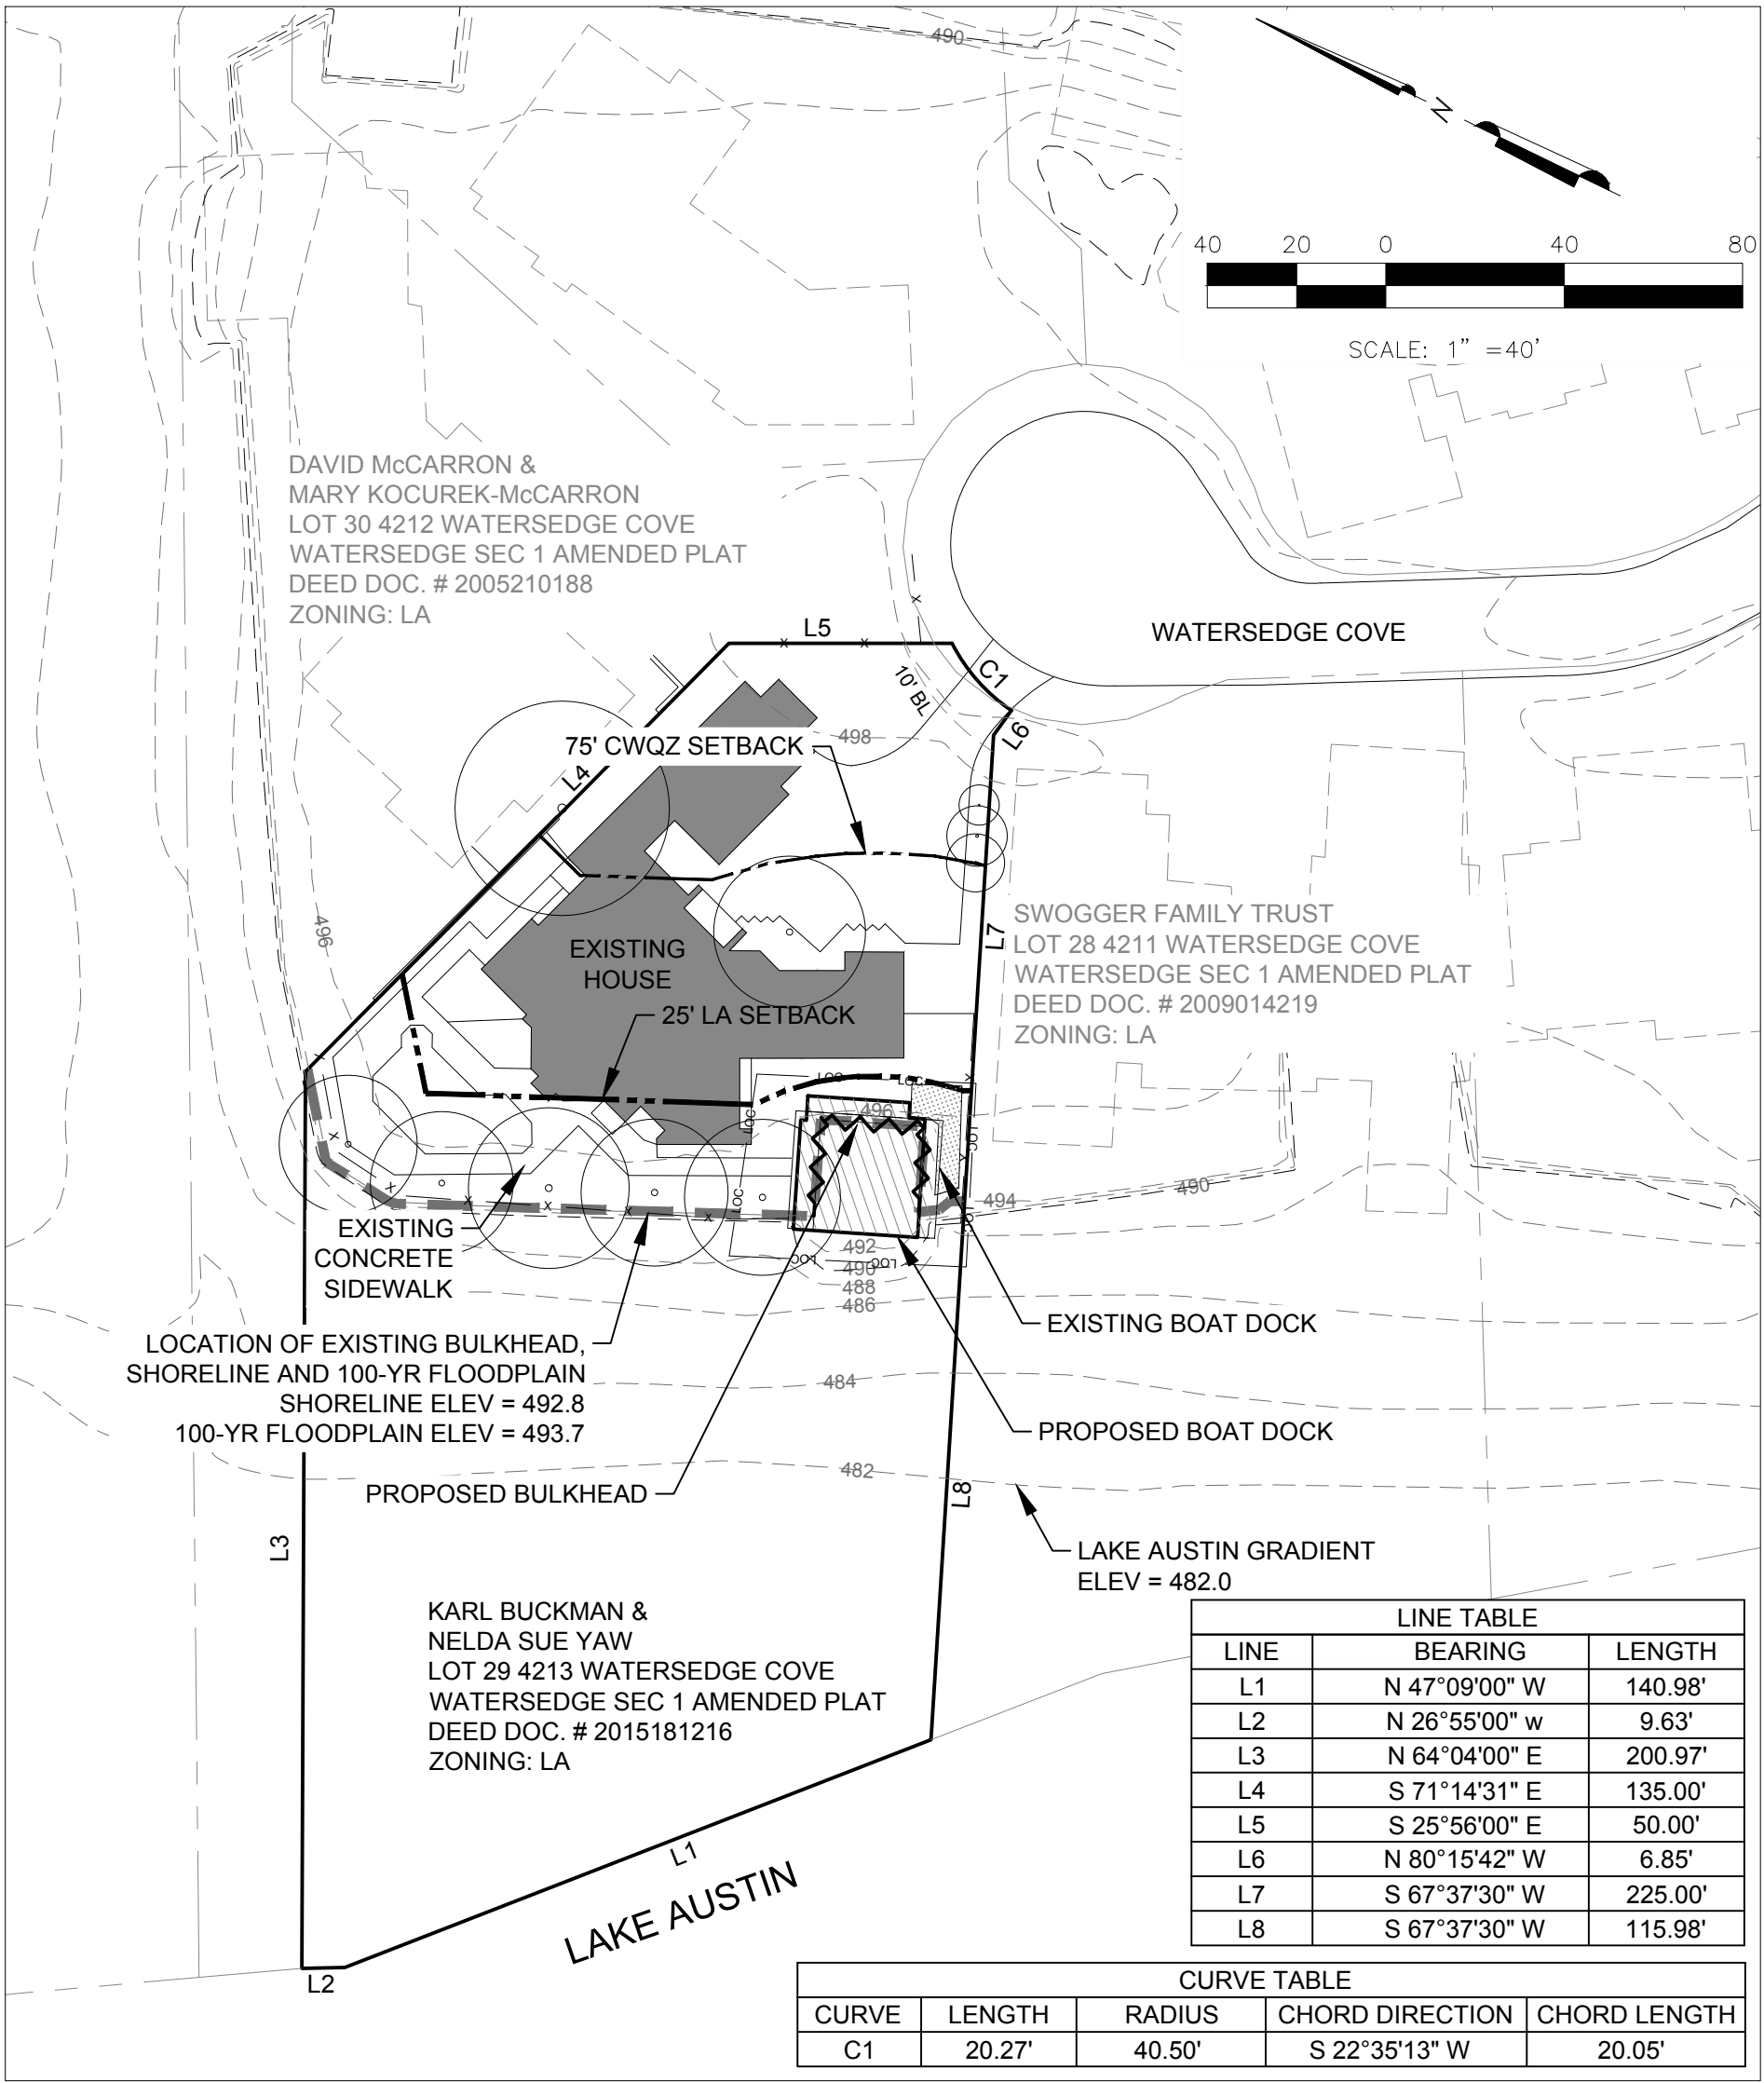 490
N
40 20 0 40 80
SCALE: 1" =40'
DAVID McCARRON &
MARY KOCUREK-McCARRON
LOT 30 4212 WATERSEDGE COVE
WATERSEDGE SEC 1 AMENDED PLAT
DEED DOC. # 2005210188
ZONING: LA
L5
WATERSEDGE COVE
C1
10' BL
L6
75' CWQZ SETBACK
498
L4
496
EXISTING
HOUSE
L7
SWOGGER FAMILY TRUST
LOT 28 4211 WATERSEDGE COVE
WATERSEDGE SEC 1 AMENDED PLAT
DEED DOC. # 2009014219
ZONING: LA
25' LA SETBACK
LOC
LOC
496
LOC
LOC
LOC
LOC
494
490
EXISTING
CONCRETE
SIDEWALK
492
LOC
LOC
490
488
486
EXISTING BOAT DOCK
LOCATION OF EXISTING BULKHEAD,
SHORELINE AND 100-YR FLOODPLAIN
SHORELINE ELEV = 492.8
100-YR FLOODPLAIN ELEV = 493.7
484
PROPOSED BOAT DOCK
482
PROPOSED BULKHEAD
L8
L3
LAKE AUSTIN GRADIENT
ELEV = 482.0
KARL BUCKMAN &
NELDA SUE YAW
LOT 29 4213 WATERSEDGE COVE
WATERSEDGE SEC 1 AMENDED PLAT
DEED DOC. # 2015181216
ZONING: LA
L1
LAKE AUSTIN
L2
LINE TABLE
LINE BEARING LENGTH
L1 N 47°09'00" W 140.98'
L2 N 26°55'00" w 9.63'
L3 N 64°04'00" E 200.97'
L4 S 71°14'31" E 135.00'
L5 S 25°56'00" E 50.00'
L6 N 80°15'42" W 6.85'
L7 S 67°37'30" W 225.00'
L8 S 67°37'30" W 115.98'
CURVE TABLE
CURVE LENGTH RADIUS CHORD DIRECTION CHORD LENGTH
C1 20.27' 40.50' S 22°35'13" W 20.05'